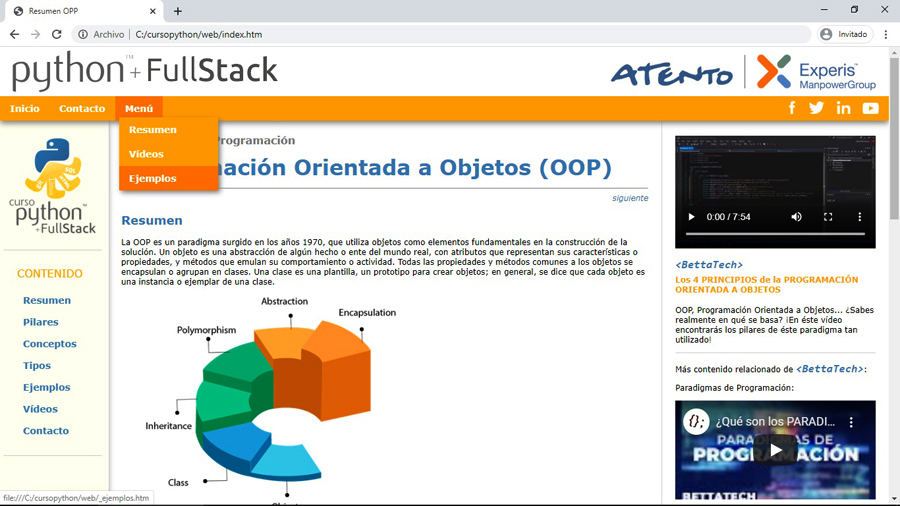 Resumen OPP
Archivo | C:/cursopython/web/index.htm
Invitado
python™ + FullStack
ATENTO
Experis™
ManpowerGroup
Inicio
Contacto
Menú
Resumen
Vídeos
Ejemplos
Programación
mación Orientada a Objetos (OOP)
siguiente
Resumen
La OOP es un paradigma surgido en los años 1970, que utiliza objetos como elementos fundamentales en la construcción de la
solución. Un objeto es una abstracción de algún hecho o ente del mundo real, con atributos que representan sus características o
propiedades, y métodos que emulan su comportamiento o actividad. Todas las propiedades y métodos comunes a los objetos se
encapsulan o agrupan en clases. Una clase es una plantilla, un prototipo para crear objetos; en general, se dice que cada objeto es
una instancia o ejemplar de una clase.
Abstraction
Encapsulation
Polymorphism
Inheritance
Class
SQL
curso
python™
+FullStack
CONTENIDO
Resumen
Pilares
Conceptos
Tipos
Ejemplos
Vídeos
Contacto
0:00 / 7:54
<BettaTech>
Los 4 PRINCIPIOS de la PROGRAMACIÓN
ORIENTADA A OBJETOS
OOP, Programación Orientada a Objetos... ¿Sabes
realmente en qué se basa? ¡En éste vídeo
encontrarás los pilares de éste paradigma tan
utilizado!
Más contenido relacionado de <BettaTech>:
Paradigmas de Programación:
{}; ¿Qué son los PARADI...
PARADIGMAS DE
PROGRAMACIÓN
BETTATECH
file:///C:/cursopython/web/_ejemplos.htm